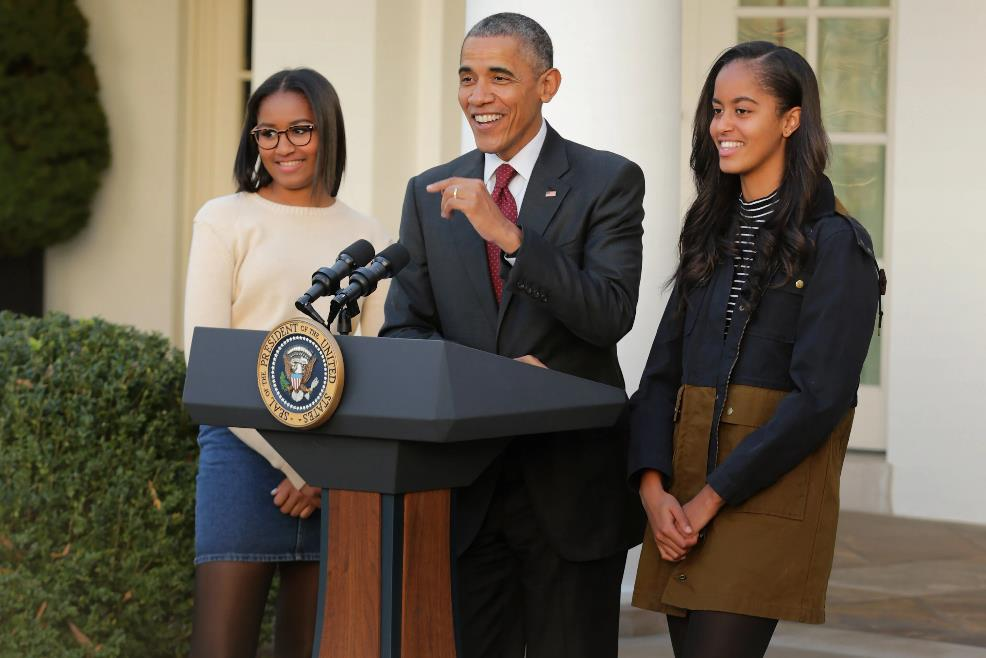 SEAL OF THE PRESIDENT OF THE UNITED STATES